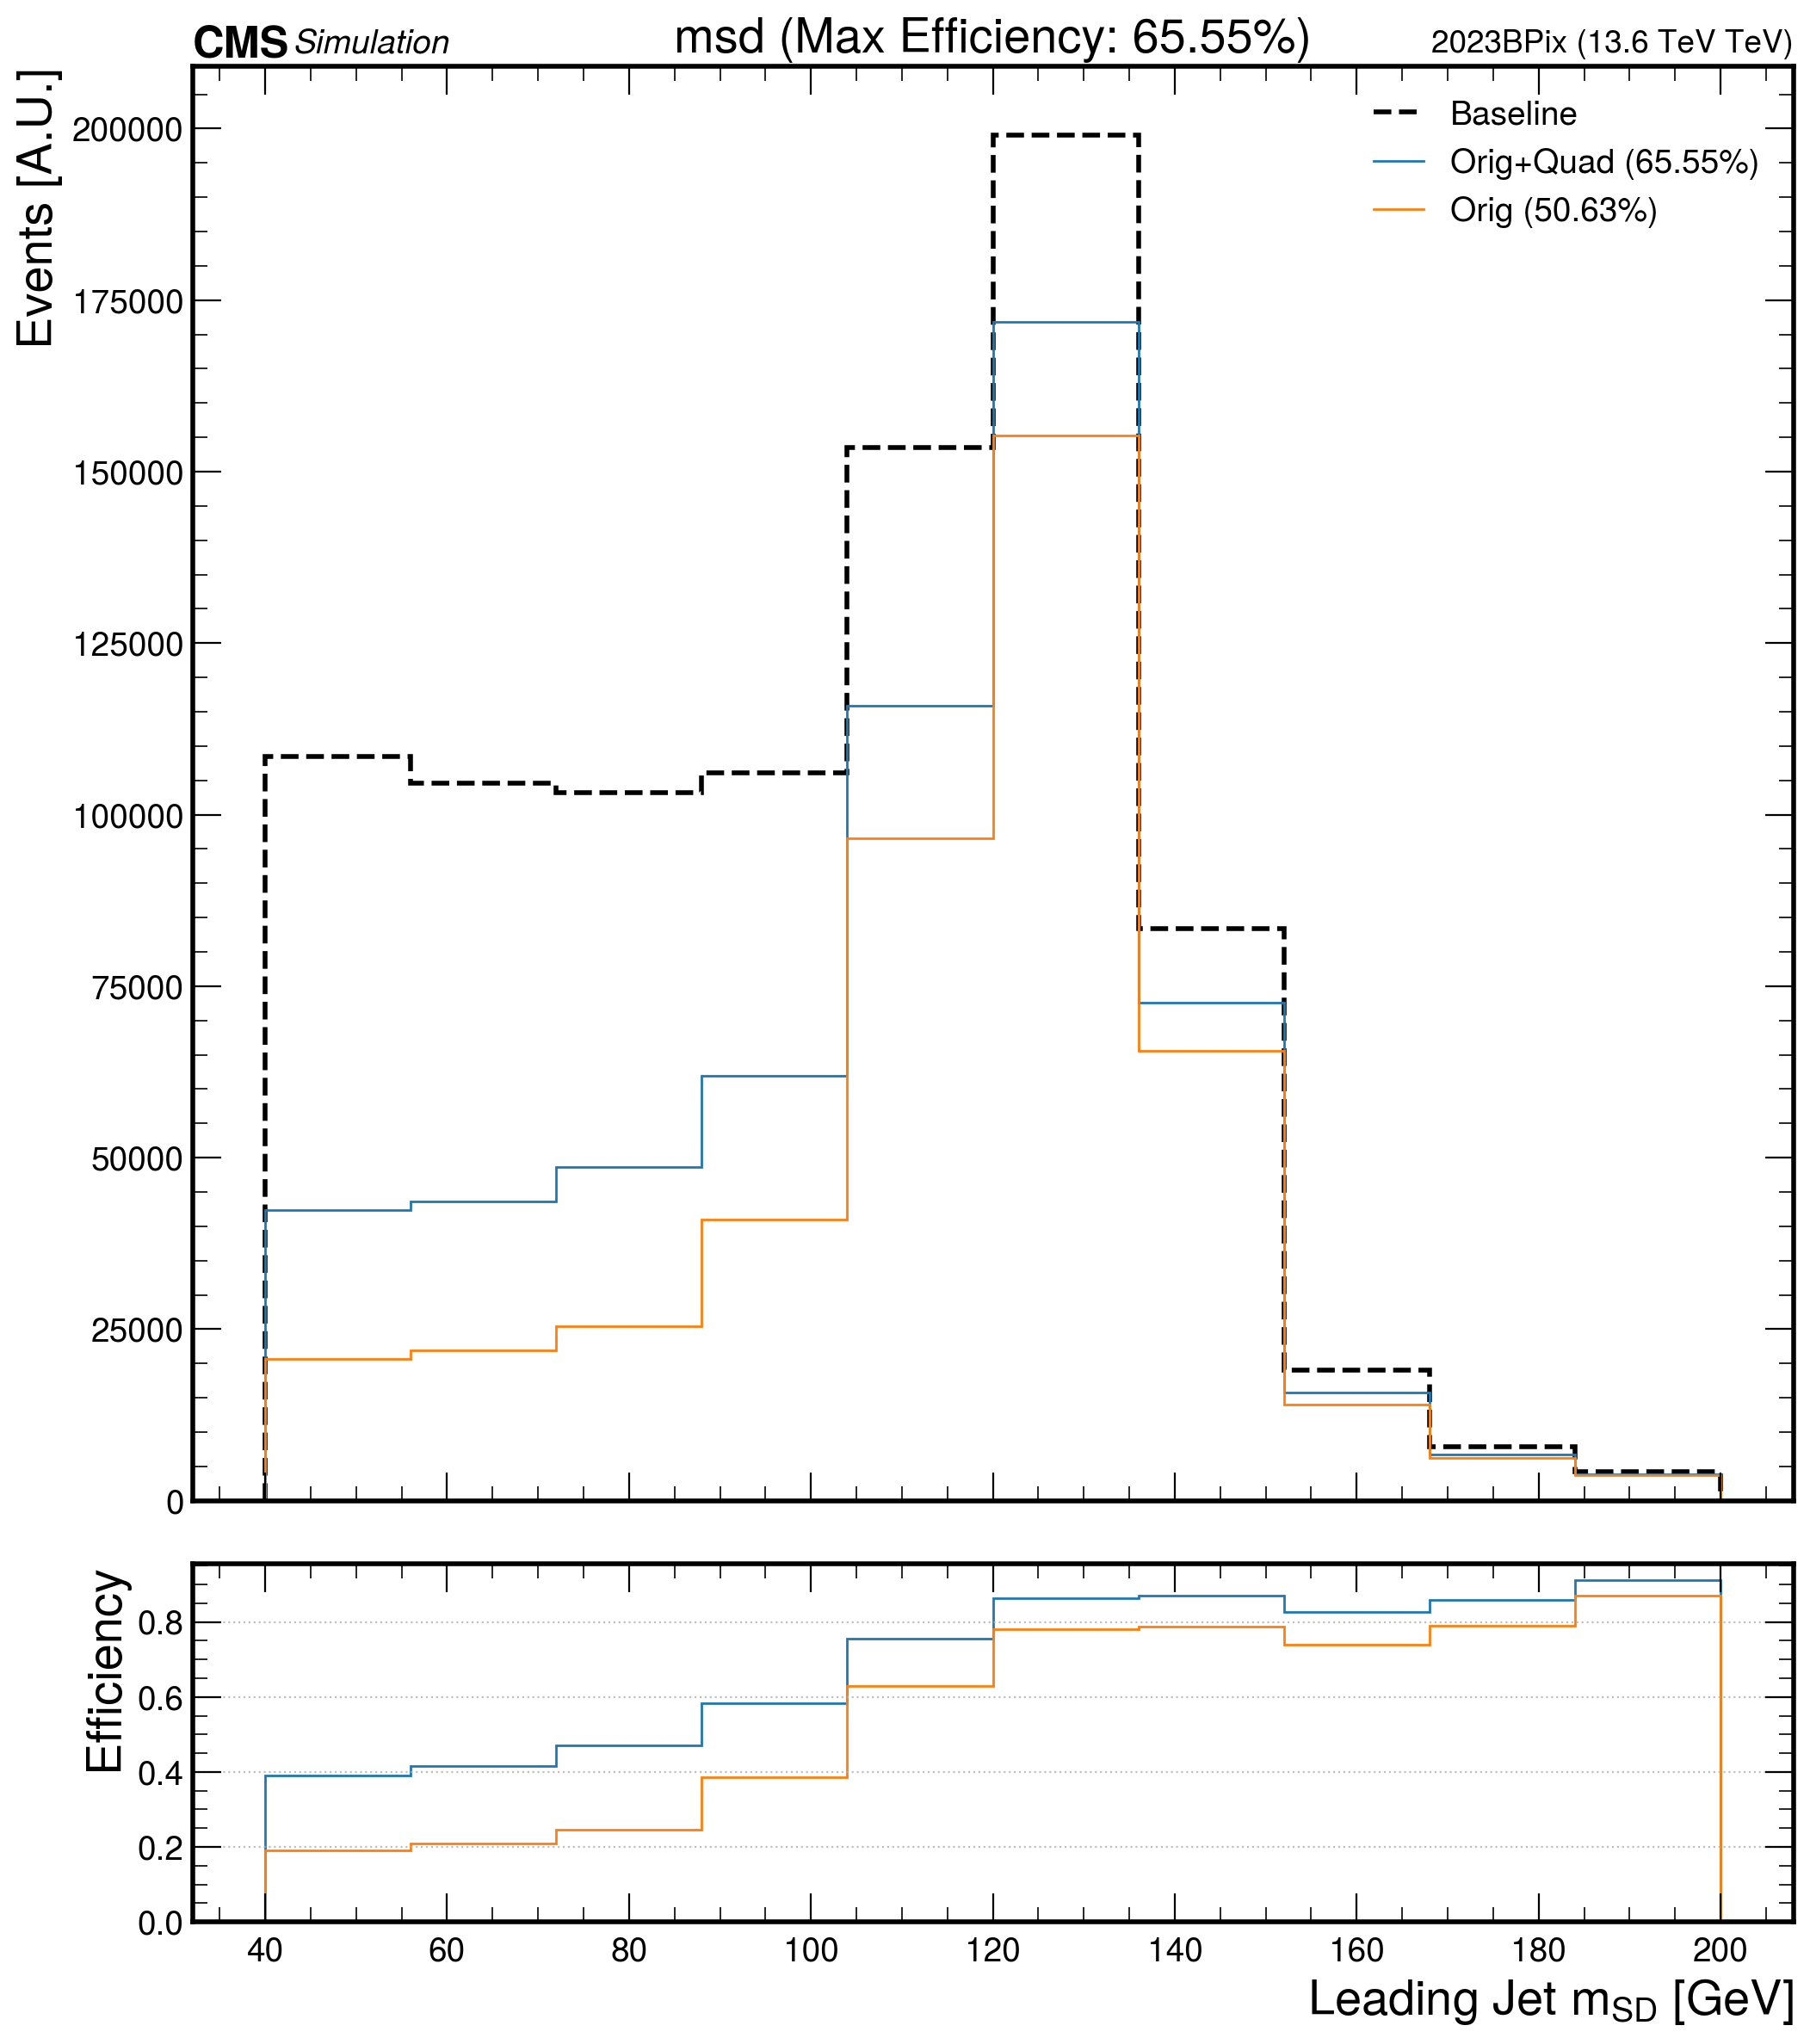 CMS Simulation
msd (Max Efficiency: 65.55%)
2023BPix (13.6 TeV TeV)
Events [A.U.]
200000
175000
150000
125000
100000
75000
50000
25000
0
Baseline
Orig+Quad (65.55%)
Orig (50.63%)
Efficiency
0.8
0.6
0.4
0.2
0.0
40 60 80 100 120 140 160 180 200
Leading Jet mSD [GeV]